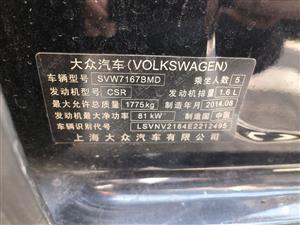 大众汽车(VOLKSWAGEN)
车辆型号 SVW7167BMD 乘坐人数 5
发动机型号 CSR 发动机排量 1.6L
最大允许总质量 1775kg 制造年月 2014.08
发动机最大净功率 81kW 制造国 中国
车辆识别代号 LSVNV2184E2212495
上海大众汽车有限公司